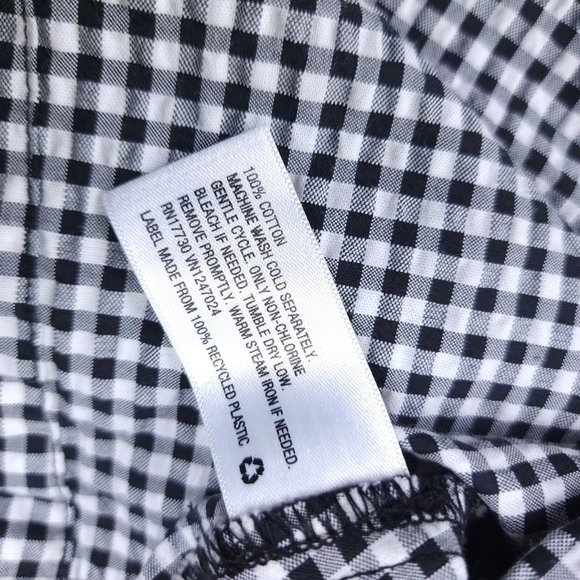 100% COTTON
MACHINE WASH COLD SEPARATELY.
GENTLE CYCLE. ONLY NON-CHLORINE
BLEACH IF NEEDED. TUMBLE DRY LOW.
REMOVE PROMPTLY. WARM STEAM IRON IF NEEDED.
RN17730 VN1247024
LABEL MADE FROM 100% RECYCLED PLASTIC